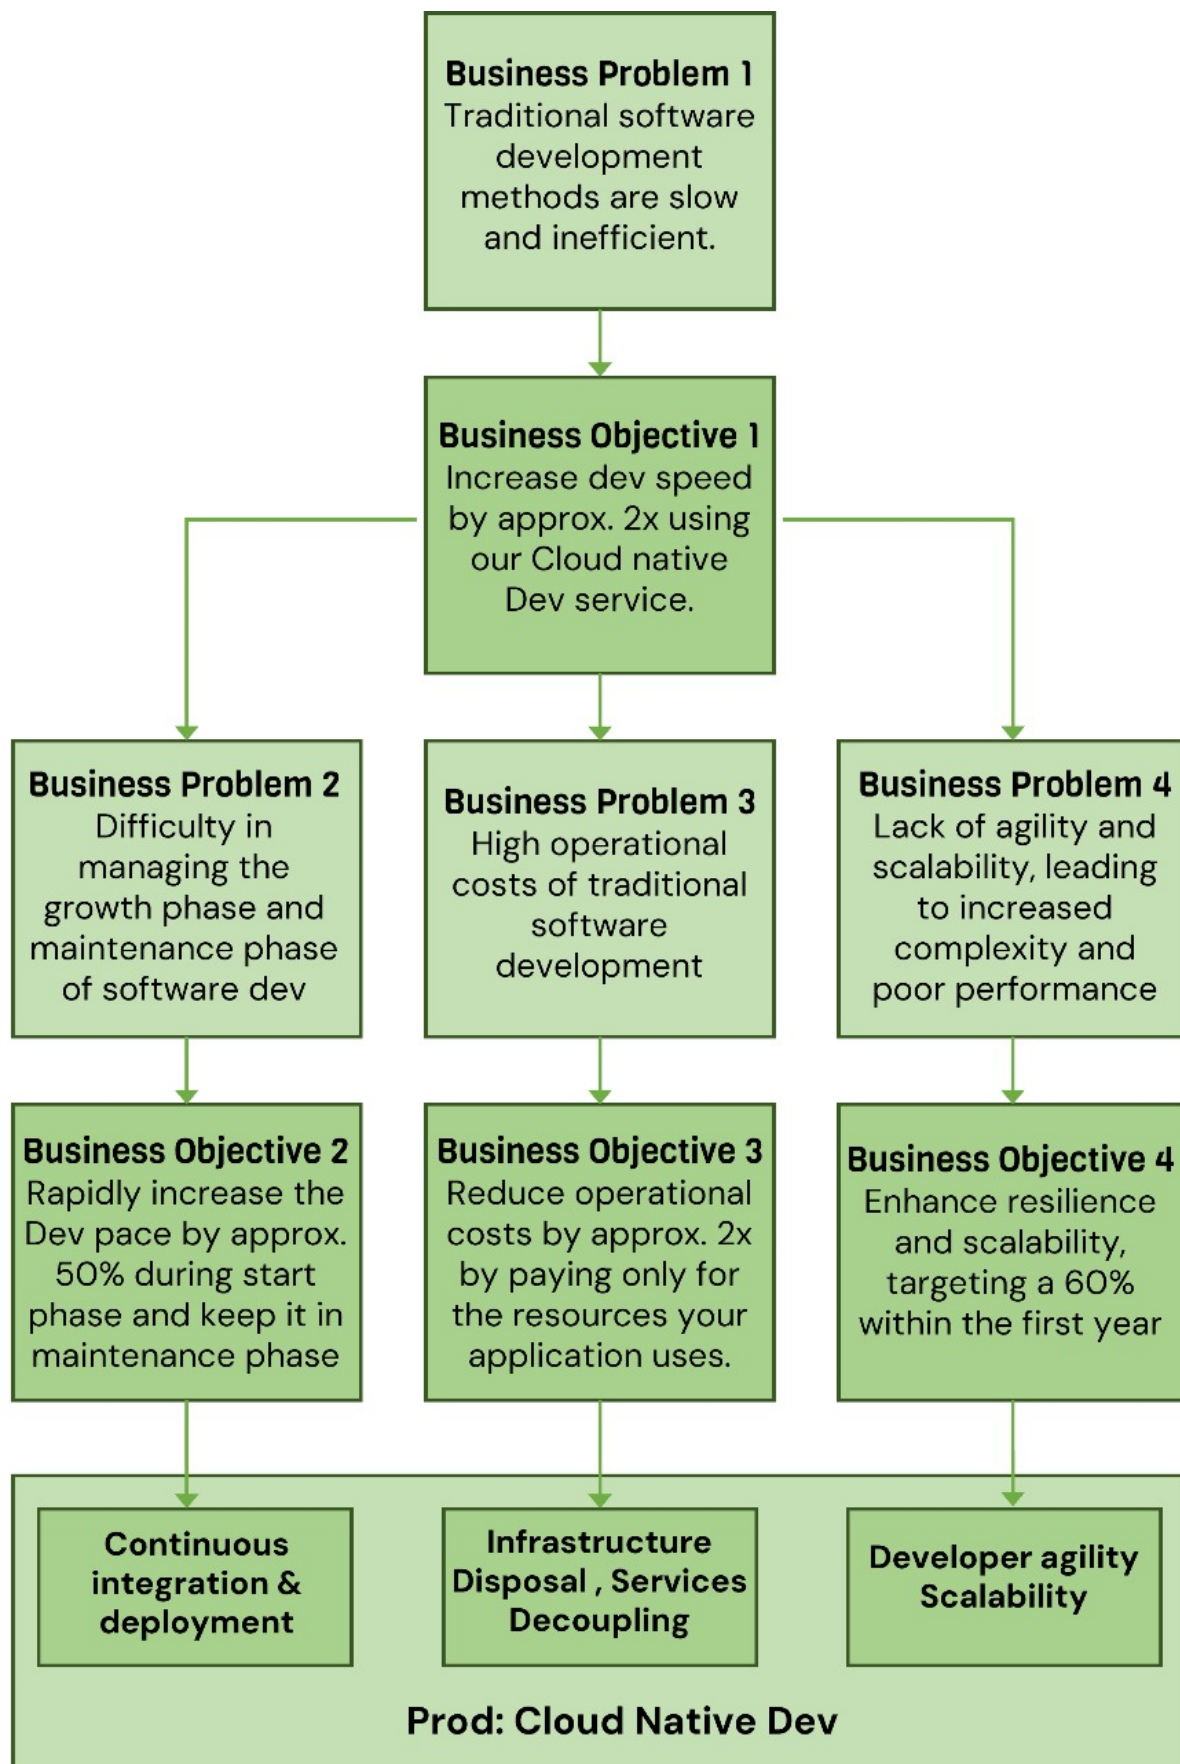 Business Problem 1
Traditional software
development
methods are slow
and inefficient.
Business Objective 1
Increase dev speed
by approx. 2x using
our Cloud native
Dev service.
Business Problem 2
Difficulty in
managing the
growth phase and
maintenance phase
of software dev
Business Problem 3
High operational
costs of traditional
software
development
Business Problem 4
Lack of agility and
scalability, leading
to increased
complexity and
poor performance
Business Objective 2
Rapidly increase the
Dev pace by approx.
50% during start
phase and keep it in
maintenance phase
Business Objective 3
Reduce operational
costs by approx. 2x
by paying only for
the resources your
application uses.
Business Objective 4
Enhance resilience
and scalability,
targeting a 60%
within the first year
Continuous
integration &
deployment
Infrastructure
Disposal , Services
Decoupling
Developer agility
Scalability
Prod: Cloud Native Dev